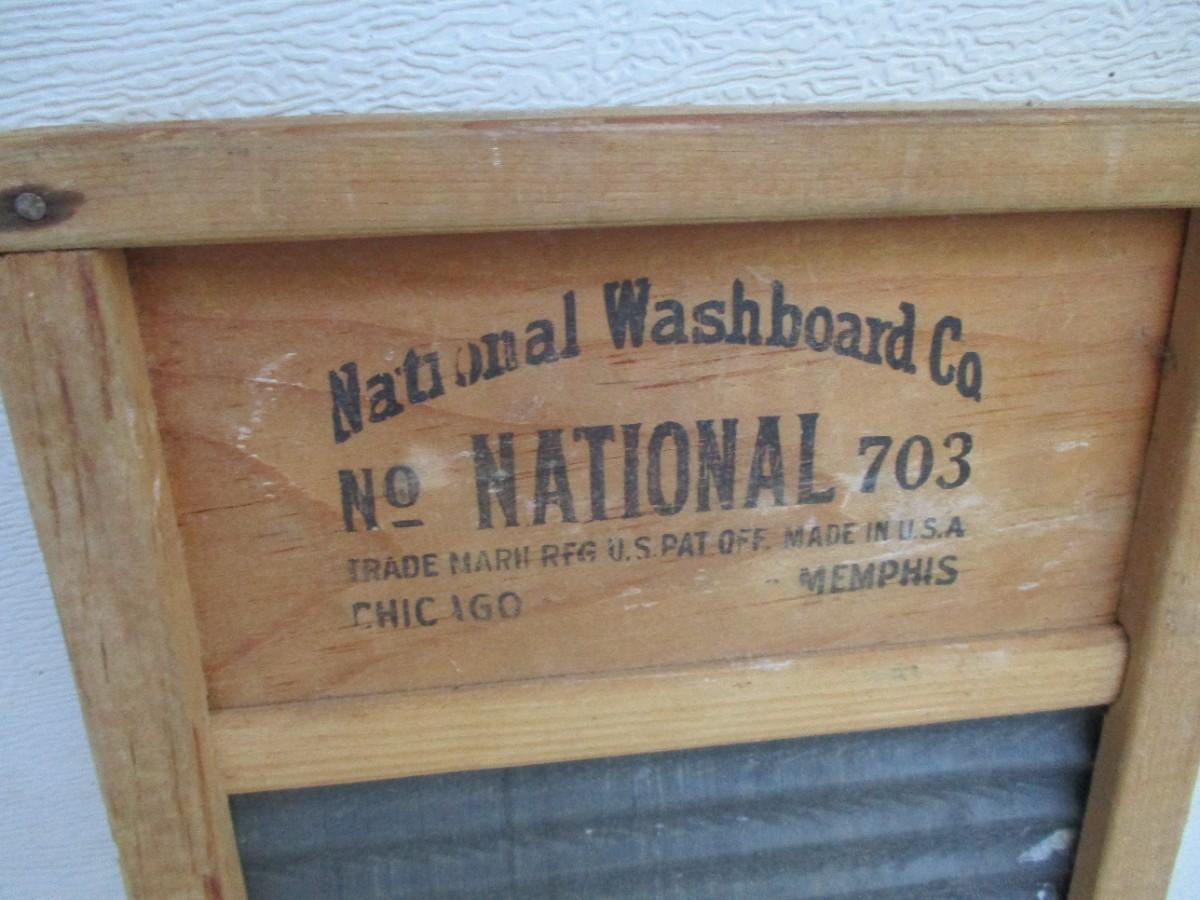 National Washboard Co
No NATIONAL 703
TRADE MARK REG U.S. PAT OFF. MADE IN U.S.A
CHICAGO MEMPHIS